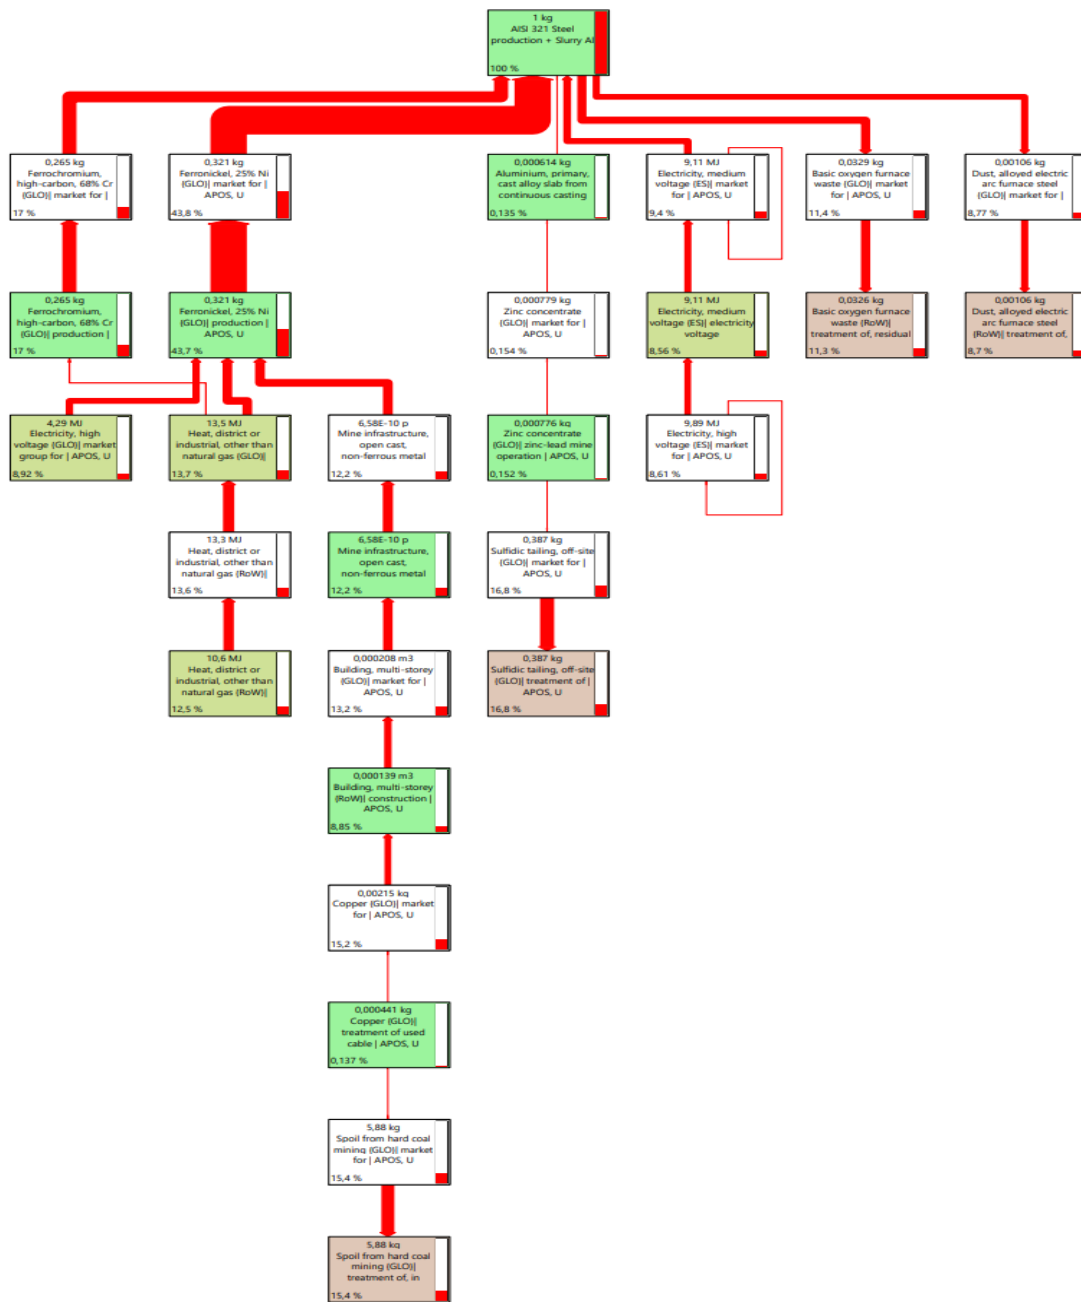 1 kg
AISI 321 Steel
production + Slurry Al
100 %
0,265 kg
Ferrochromium,
high-carbon, 68% Cr
{GLO}| market for |
17 %
0,321 kg
Ferronickel, 25% Ni
{GLO}| market for |
APOS, U
43,8 %
0,000614 kg
Aluminium, primary,
cast alloy slab from
continuous casting
0,135 %
9,11 MJ
Electricity, medium
voltage {ES}| market
for | APOS, U
9,4 %
0,0329 kg
Basic oxygen furnace
waste {GLO}| market
for | APOS, U
11,4 %
0,00106 kg
Dust, alloyed electric
arc furnace steel
{GLO}| market for |
8,77 %
0,265 kg
Ferrochromium,
high-carbon, 68% Cr
{GLO}| production |
17 %
0,321 kg
Ferronickel, 25% Ni
{GLO}| production |
APOS, U
43,7 %
0,000779 kg
Zinc concentrate
{GLO}| market for |
APOS, U
0,154 %
9,11 MJ
Electricity, medium
voltage {ES}| electricity
voltage
8,56 %
0,0326 kg
Basic oxygen furnace
waste {RoW}|
treatment of, residual
11,3 %
0,00106 kg
Dust, alloyed electric
arc furnace steel
{RoW}| treatment of,
8,7 %
4,29 MJ
Electricity, high
voltage {GLO}| market
group for | APOS, U
8,92 %
13,5 MJ
Heat, district or
industrial, other than
natural gas {GLO}|
13,7 %
6,58E-10 p
Mine infrastructure,
open cast,
non-ferrous metal
12,2 %
0,000776 kg
Zinc concentrate
{GLO}| zinc-lead mine
operation | APOS, U
0,152 %
9,89 MJ
Electricity, high
voltage {ES}| market
for | APOS, U
8,61 %
13,3 MJ
Heat, district or
industrial, other than
natural gas {RoW}|
13,6 %
6,58E-10 p
Mine infrastructure,
open cast,
non-ferrous metal
12,2 %
0,387 kg
Sulfidic tailing, off-site
{GLO}| market for |
APOS, U
16,8 %
10,6 MJ
Heat, district or
industrial, other than
natural gas {RoW}|
12,5 %
0,000208 m3
Building, multi-storey
{GLO}| market for |
APOS, U
13,2 %
0,387 kg
Sulfidic tailing, off-site
{GLO}| treatment of |
APOS, U
16,8 %
0,000139 m3
Building, multi-storey
{RoW}| construction |
APOS, U
8,85 %
0,00215 kg
Copper {GLO}| market
for | APOS, U
15,2 %
0,000441 kg
Copper {GLO}|
treatment of used
cable | APOS, U
0,137 %
5,88 kg
Spoil from hard coal
mining {GLO}| market
for | APOS, U
15,4 %
5,88 kg
Spoil from hard coal
mining {GLO}|
treatment of, in
15,4 %